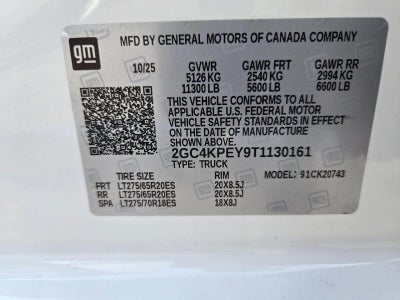 gm
MFD BY GENERAL MOTORS OF CANADA COMPANY
10/25 GVWR GAWR FRT GAWR RR
5126 KG 2540 KG 2994 KG
11300 LB 5600 LB 6600 LB
THIS VEHICLE CONFORMS TO ALL
APPLICABLE U.S. FEDERAL MOTOR
VEHICLE SAFETY STANDARDS IN EFFECT
ON THE DATE OF MANUFACTURE
SHOWN ABOVE.
2GC4KPEY9T1130161
TYPE: TRUCK MODEL: 91CK20743
TIRE SIZE RIM
FRT LT275/65R20ES 20X8.5J
RR LT275/65R20ES 20X8.5J
LT275/70R18ES 18X8J